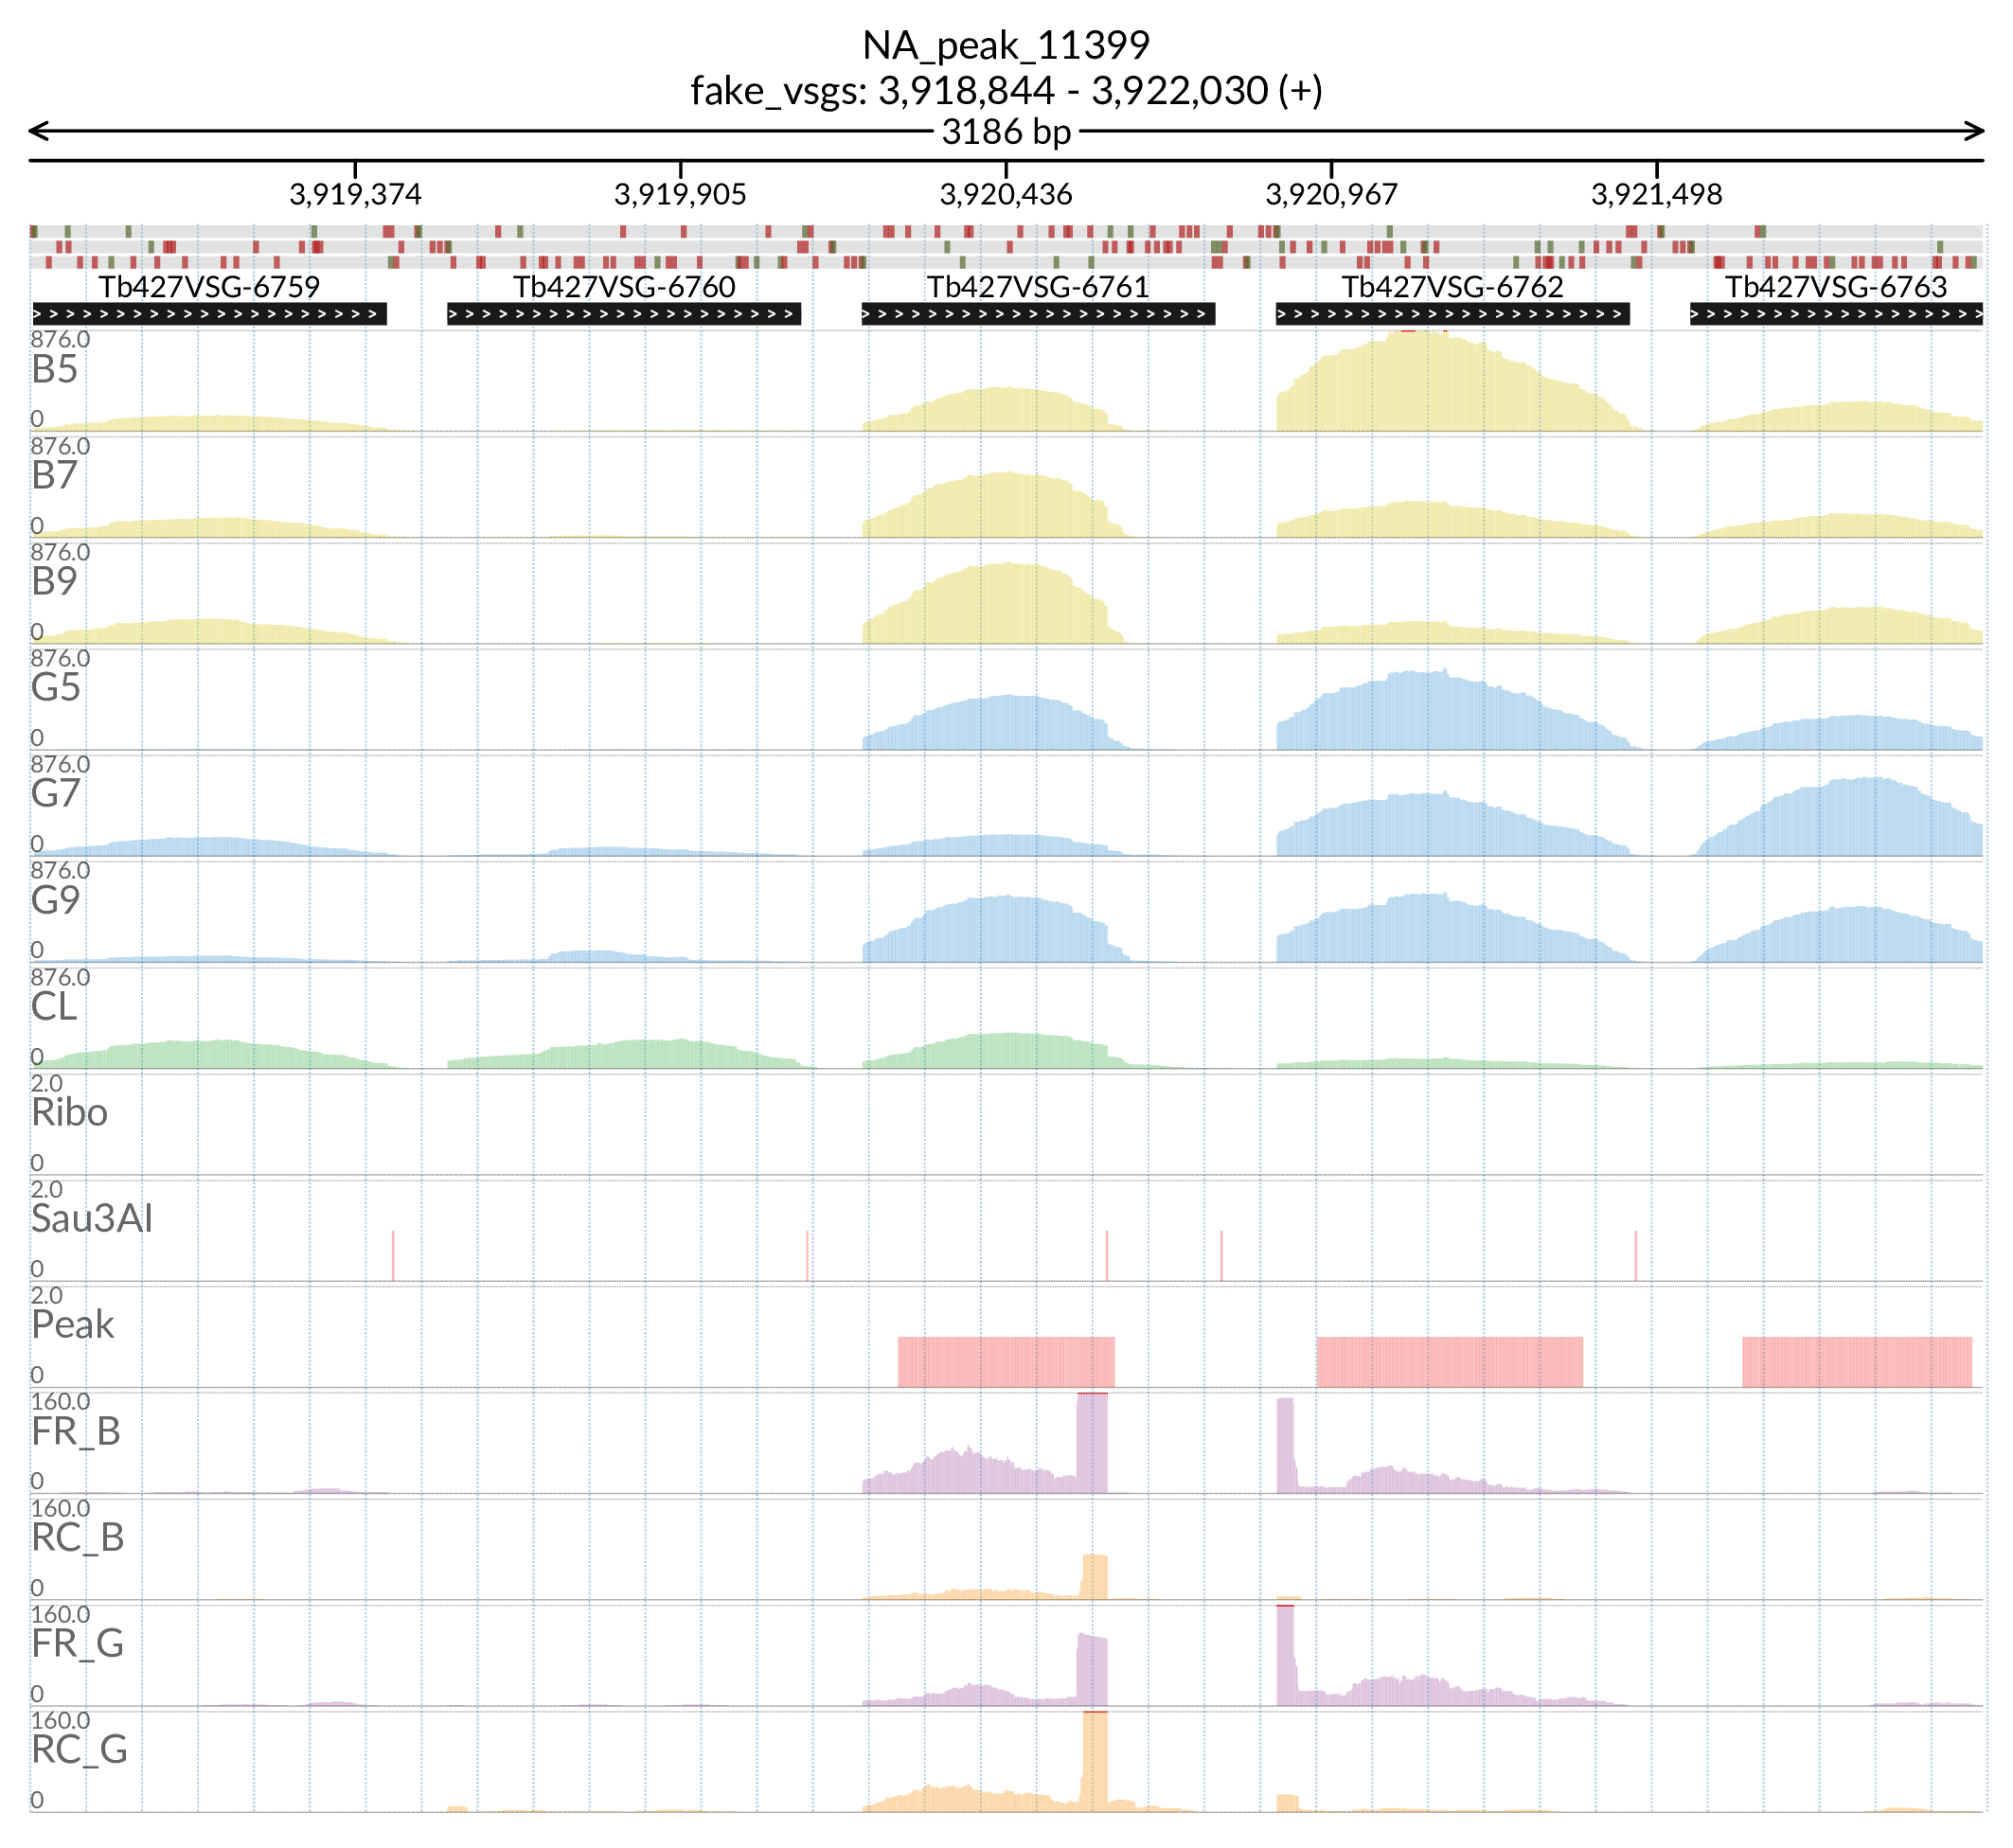 NA_peak_11399
fake_vsgs: 3,918,844 - 3,922,030 (+)
3186 bp
3,919,374 3,919,905 3,920,436 3,920,967 3,921,498
Tb427VSG-6759 Tb427VSG-6760 Tb427VSG-6761 Tb427VSG-6762 Tb427VSG-6763
876.0
B5
0
876.0
B7
0
876.0
B9
0
876.0
G5
0
876.0
G7
0
876.0
G9
0
876.0
CL
0
2.0
Ribo
0
2.0
Sau3AI
0
2.0
Peak
0
160.0
FR_B
0
160.0
RC_B
0
160.0
FR_G
0
160.0
RC_G
0